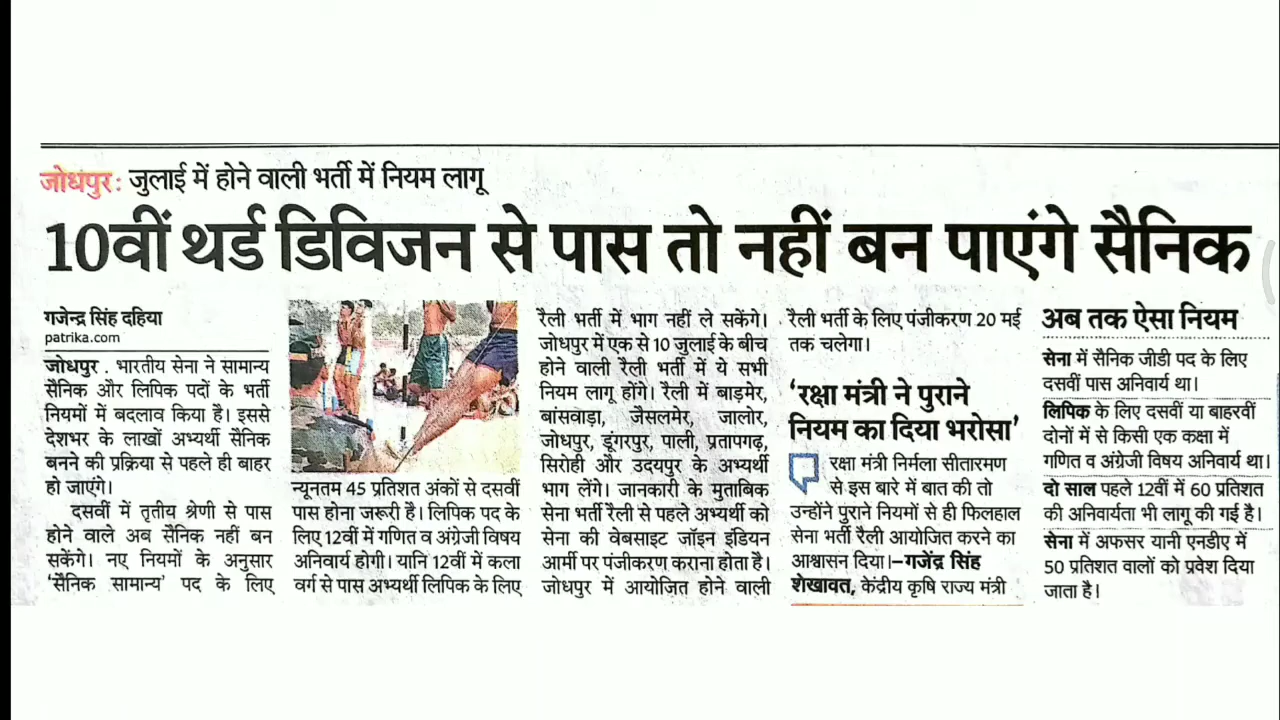 जोधपुर: जुलाई में होने वाली भर्ती में नियम लागू
10वीं थर्ड डिविजन से पास तो नहीं बन पाएंगे सैनिक
गजेन्द्र सिंह दहिया
patrika.com
जोधपुर . भारतीय सेना ने सामान्य
सैनिक और लिपिक पदों के भर्ती
नियमों में बदलाव किया है। इससे
देशभर के लाखों अभ्यर्थी सैनिक
बनने की प्रक्रिया से पहले ही बाहर
हो जाएंगे।
दसवीं में तृतीय श्रेणी से पास
होने वाले अब सैनिक नहीं बन
सकेंगे। नए नियमों के अनुसार
‘सैनिक सामान्य’ पद के लिए
न्यूनतम 45 प्रतिशत अंकों से दसवीं
पास होना जरूरी है। लिपिक पद के
लिए 12वीं में गणित व अंग्रेजी विषय
अनिवार्य होगी। यानि 12वीं में कला
वर्ग से पास अभ्यर्थी लिपिक के लिए
रैली भर्ती में भाग नहीं ले सकेंगे।
जोधपुर में एक से 10 जुलाई के बीच
होने वाली रैली भर्ती में ये सभी
नियम लागू होंगे। रैली में बाड़मेर,
बांसवाड़ा, जैसलमेर, जालोर,
जोधपुर, डूंगरपुर, पाली, प्रतापगढ़,
सिरोही और उदयपुर के अभ्यर्थी
भाग लेंगे। जानकारी के मुताबिक
सेना भर्ती रैली से पहले अभ्यर्थी को
सेना की वेबसाइट जॉइन इंडियन
आर्मी पर पंजीकरण कराना होता है।
जोधपुर में आयोजित होने वाली
रैली भर्ती के लिए पंजीकरण 20 मई
तक चलेगा।
‘रक्षा मंत्री ने पुराने
नियम का दिया भरोसा’
रक्षा मंत्री निर्मला सीतारमण
से इस बारे में बात की तो
उन्होंने पुराने नियमों से ही फिलहाल
सेना भर्ती रैली आयोजित करने का
आश्वासन दिया।–गजेंद्र सिंह
शेखावत, केंद्रीय कृषि राज्य मंत्री
अब तक ऐसा नियम
सेना में सैनिक जीडी पद के लिए
दसवीं पास अनिवार्य था।
लिपिक के लिए दसवीं या बाहरवीं
दोनों में से किसी एक कक्षा में
गणित व अंग्रेजी विषय अनिवार्य था।
दो साल पहले 12वीं में 60 प्रतिशत
की अनिवार्यता भी लागू की गई है।
सेना में अफसर यानी एनडीए में
50 प्रतिशत वालों को प्रवेश दिया
जाता है।